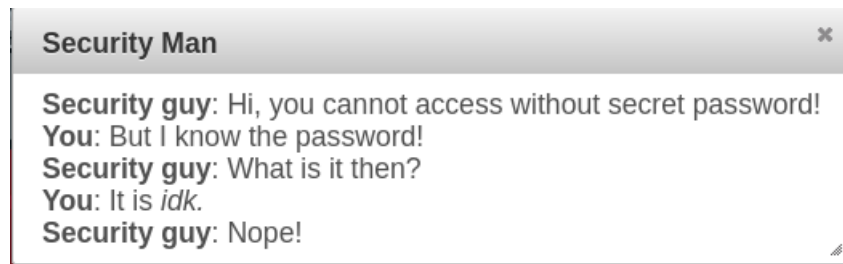 Security Man
Security guy: Hi, you cannot access without secret password!
You: But I know the password!
Security guy: What is it then?
You: It is idk.
Security guy: Nope!